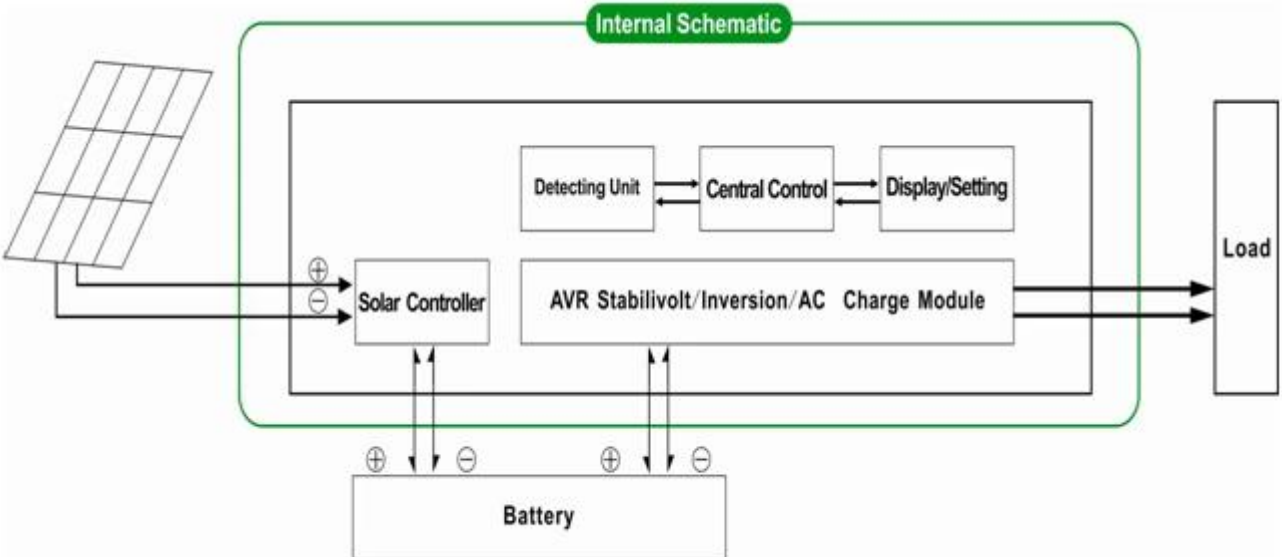 Internal Schematic
Detecting Unit
Central Control
Display/Setting
Load
⊕
⊖
Solar Controller
AVR Stabilivolt/Inversion/AC Charge Module
⊕ ⊖ ⊕ ⊖
Battery